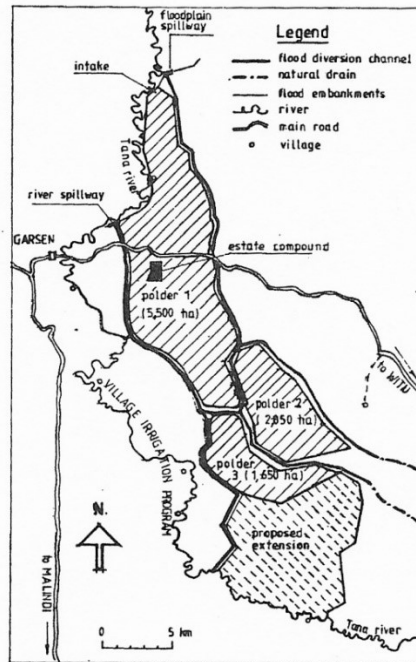 floodplain
spillway
intake
Legend
flood diversion channel
natural drain
flood embankments
river
main road
village
Tana river
river spillway
GARSEN
estate compound
polder 1
(5,500 ha)
to WITU
polder 2
(2,850 ha)
polder
3 (1,650 ha)
VILLAGE IRRIGATION PROGRAM
proposed
extension
N.
to MALINDI
Tana river
0 5 km